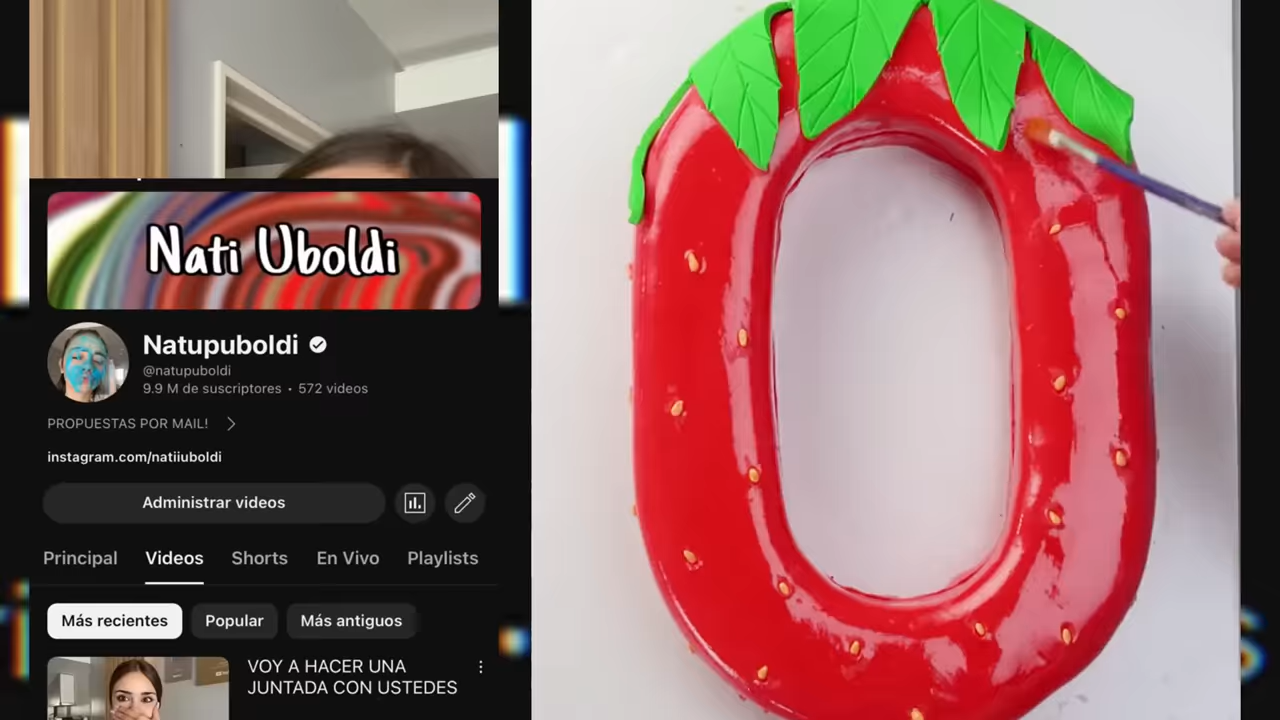 Nati Uboldi
Natupuboldi
@natupuboldi
9.9 M de suscriptores • 572 videos
PROPUESTAS POR MAIL!
instagram.com/natiiuboldi
Administrar videos
Principal Videos Shorts En Vivo Playlists
Más recientes Popular Más antiguos
VOY A HACER UNA
JUNTADA CON USTEDES